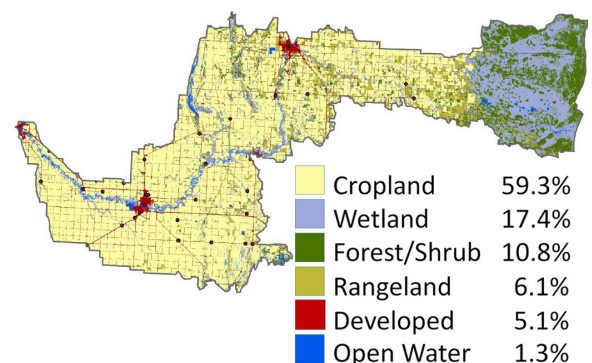 Cropland 59.3%
Wetland 17.4%
Forest/Shrub 10.8%
Rangeland 6.1%
Developed 5.1%
Open Water 1.3%